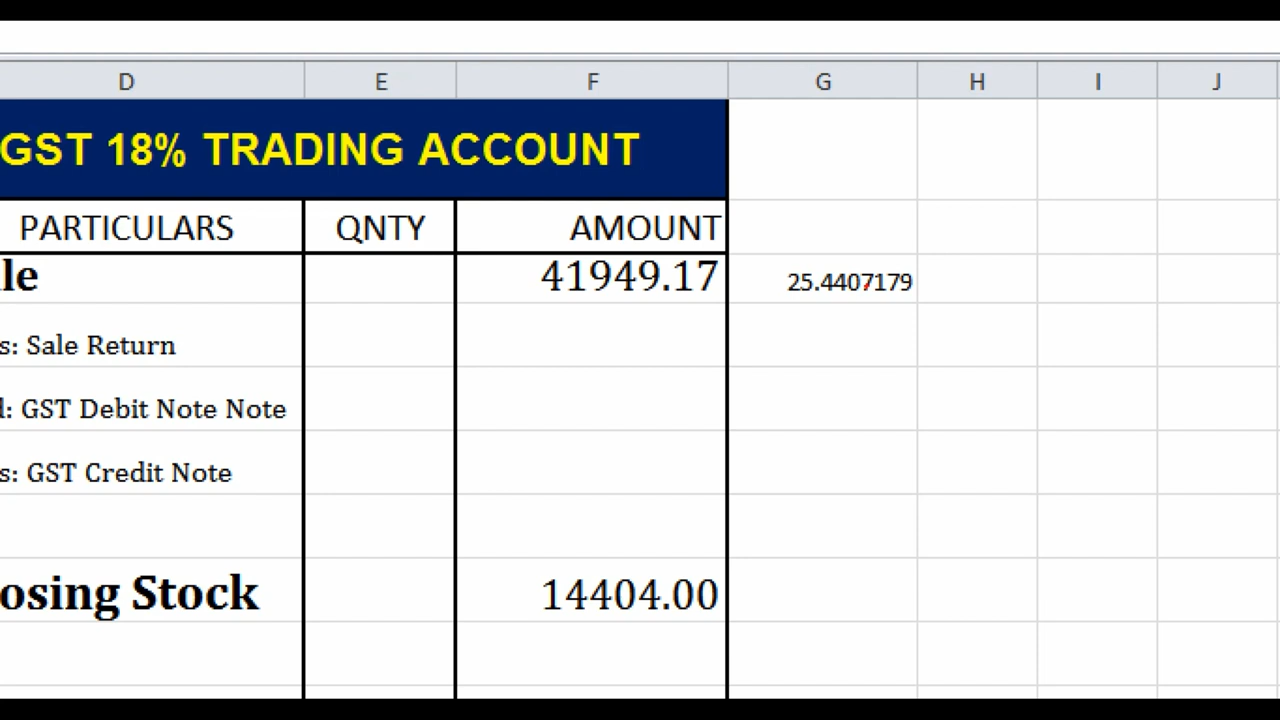 D E F G H I J
GST 18% TRADING ACCOUNT
PARTICULARS QNTY AMOUNT
le 41949.17 25.4407179
s: Sale Return
: GST Debit Note Note
s: GST Credit Note
osing Stock 14404.00